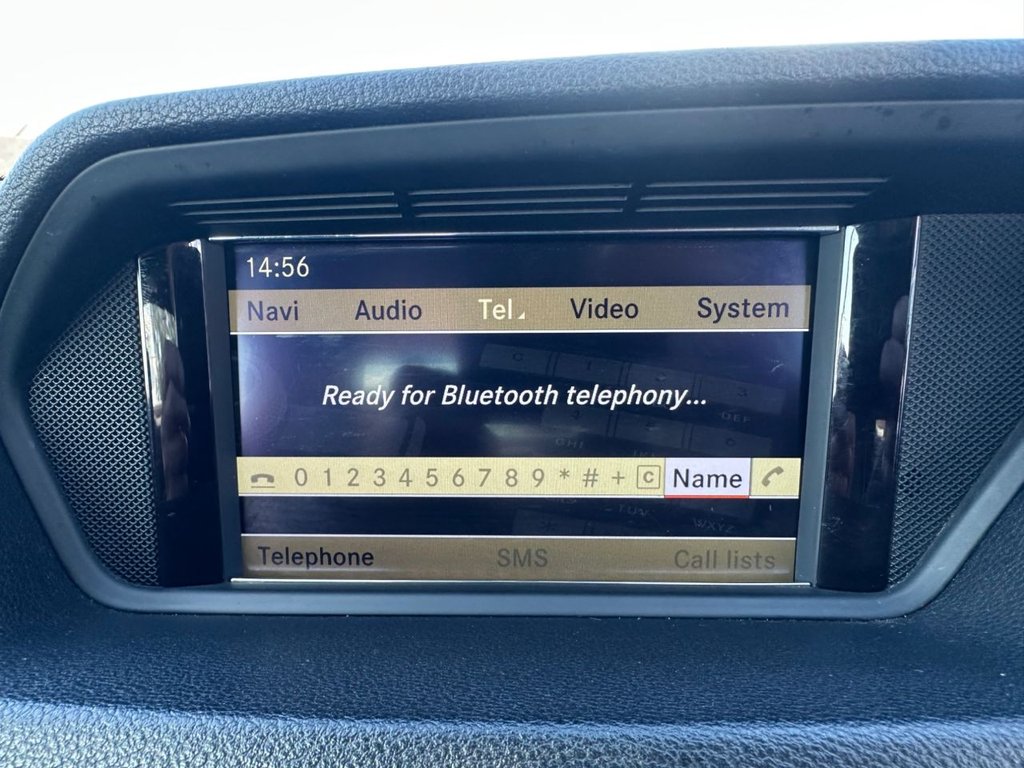 14:56
Navi Audio Tel Video System
Ready for Bluetooth telephony...
0 1 2 3 4 5 6 7 8 9 * # + C Name
Telephone SMS Call lists